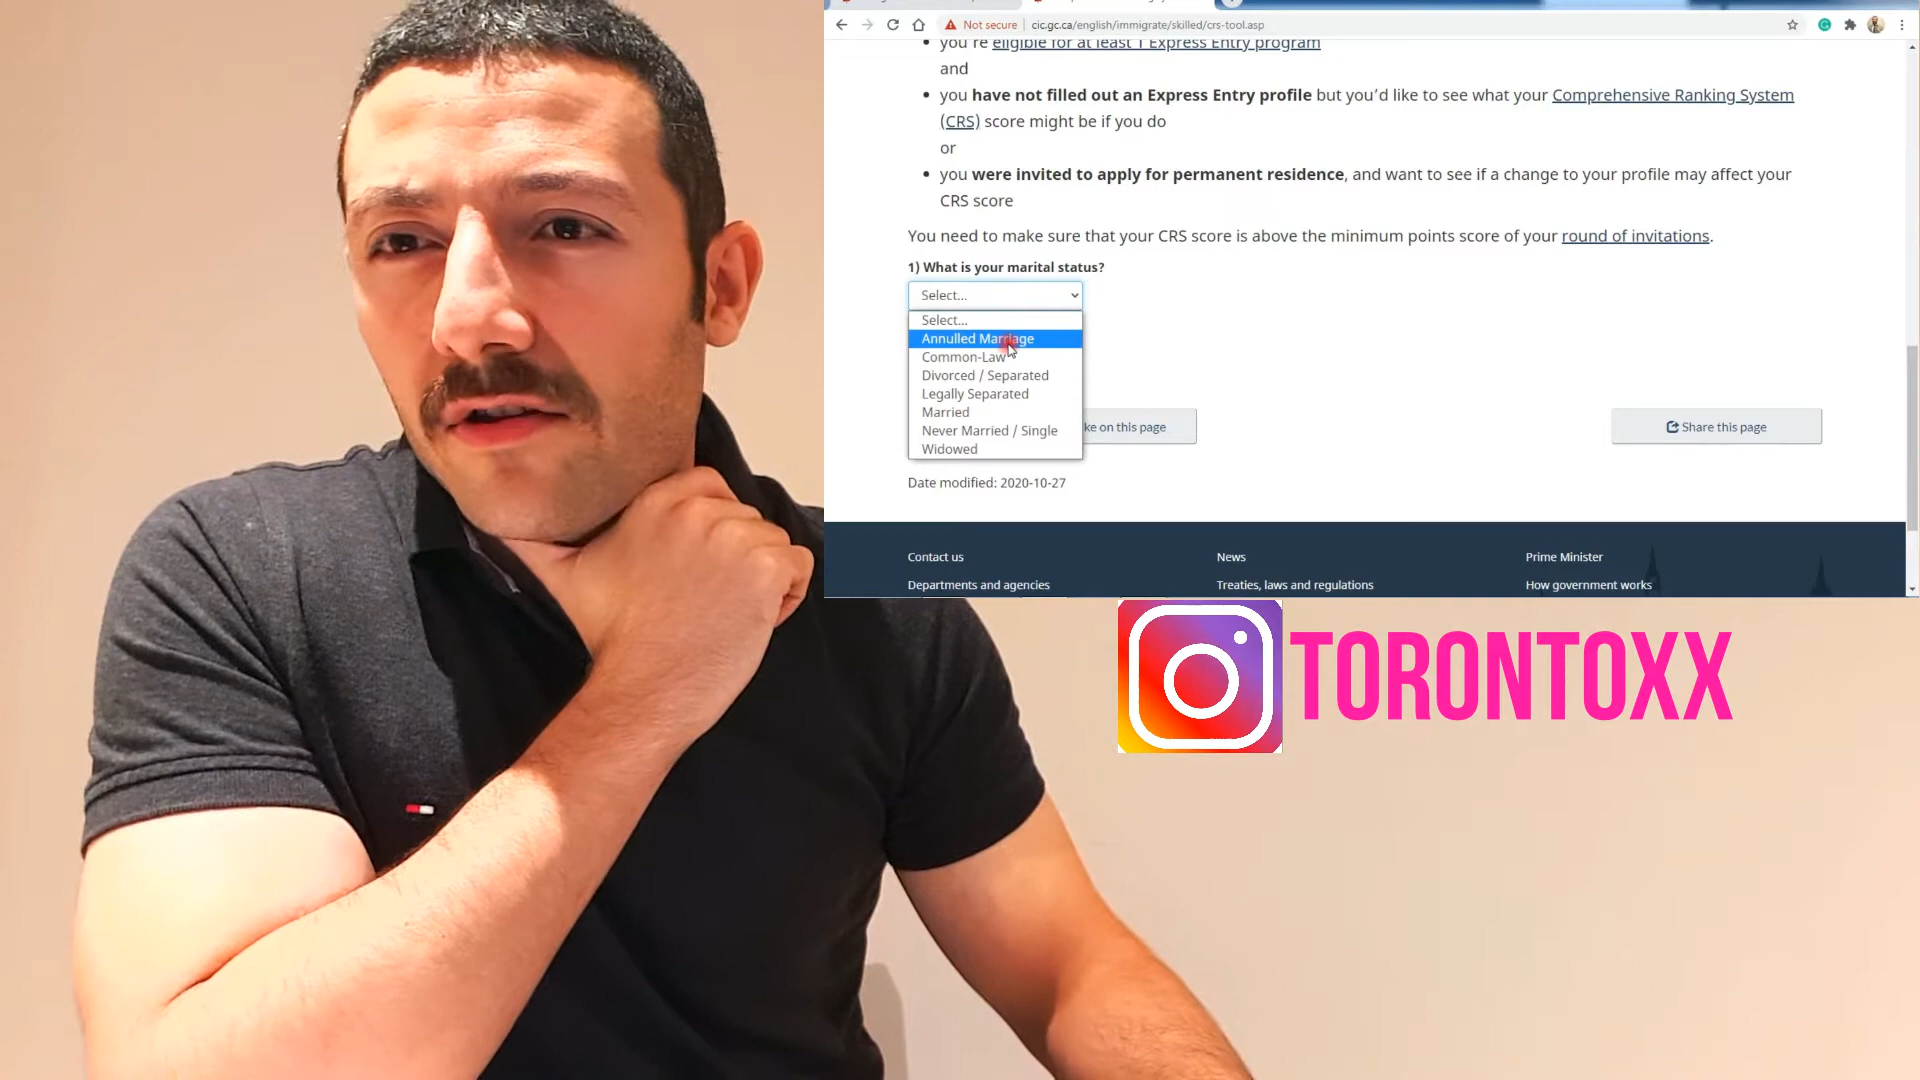 Not secure
cic.gc.ca/english/immigrate/skilled/crs-tool.asp
you're eligible for at least 1 Express Entry program
and
you have not filled out an Express Entry profile but you'd like to see what your Comprehensive Ranking System
(CRS) score might be if you do
or
you were invited to apply for permanent residence, and want to see if a change to your profile may affect your
CRS score
You need to make sure that your CRS score is above the minimum points score of your round of invitations.
1) What is your marital status?
Select...
Select...
Annulled Marriage
Common-Law
Divorced / Separated
Legally Separated
Married
Never Married / Single
Widowed
on this page
Share this page
Date modified: 2020-10-27
Contact us
News
Prime Minister
Departments and agencies
Treaties, laws and regulations
How government works
TORONTOXX